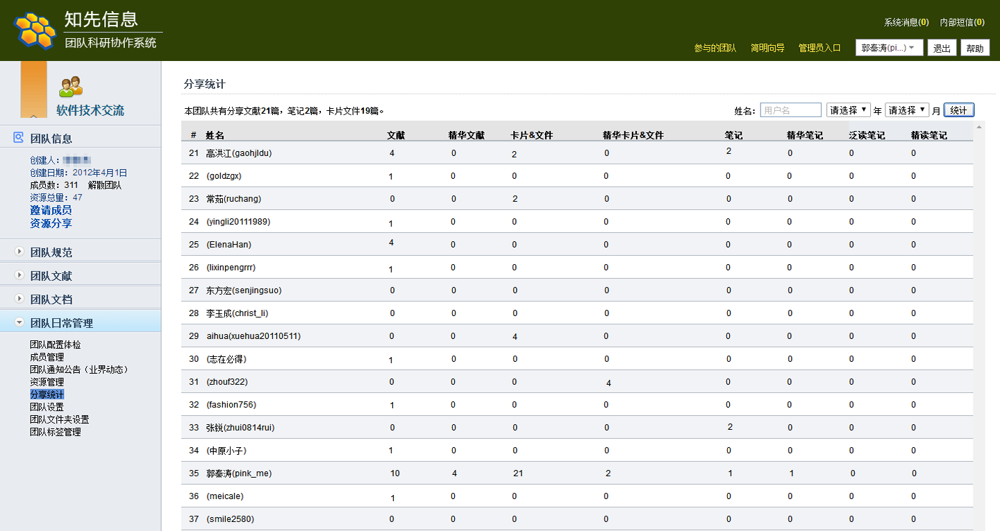 知先信息
团队科研协作系统
系统消息(0) 内部短信(0)
参与的团队 简明向导 管理员入口 郭秦涛(pi...) 退出 帮助
软件技术交流
团队信息
创建人：
创建日期：2012年4月1日
成员数：311 解散团队
资源总量：47
邀请成员
资源分享
团队规范
团队文献
团队文档
团队日常管理
团队配置体检
成员管理
团队通知公告（业界动态）
资源管理
分享统计
团队设置
团队文件夹设置
团队标签管理
分享统计
本团队共有分享文献21篇，笔记2篇，卡片文件19篇。 姓名： 用户名 请选择 年 请选择 月 统计
# 姓名 文献 精华文献 卡片&文件 精华卡片&文件 笔记 精华笔记 泛读笔记 精读笔记
21 高洪江(gaohjldu) 4 0 2 0 2 0 0 0
22 (goldzgx) 1 0 0 0 0 0 0 0
23 常茹(ruchang) 0 0 2 0 0 0 0 0
24 (yingli20111989) 1 0 0 0 0 0 0 0
25 (ElenaHan) 4 0 0 0 0 0 0 0
26 (lixinpengrrr) 1 0 0 0 0 0 0 0
27 东方宏(senjingsuo) 0 0 0 0 0 0 0 0
28 李玉成(christ_li) 0 0 0 0 0 0 0 0
29 aihua(xuehua20110511) 0 0 4 0 0 0 0 0
30 (志在必得) 1 0 0 0 0 0 0 0
31 (zhouf322) 0 0 0 4 0 0 0 0
32 (fashion756) 1 0 0 0 0 0 0 0
33 张锐(zhui0814rui) 0 0 0 0 2 0 0 0
34 (中原小子) 1 0 0 0 0 0 0 0
35 郭秦涛(pink_me) 10 4 21 2 1 1 0 0
36 (meicale) 1 0 0 0 0 0 0 0
37 (smile2580) 0 0 0 0 0 0 0 0